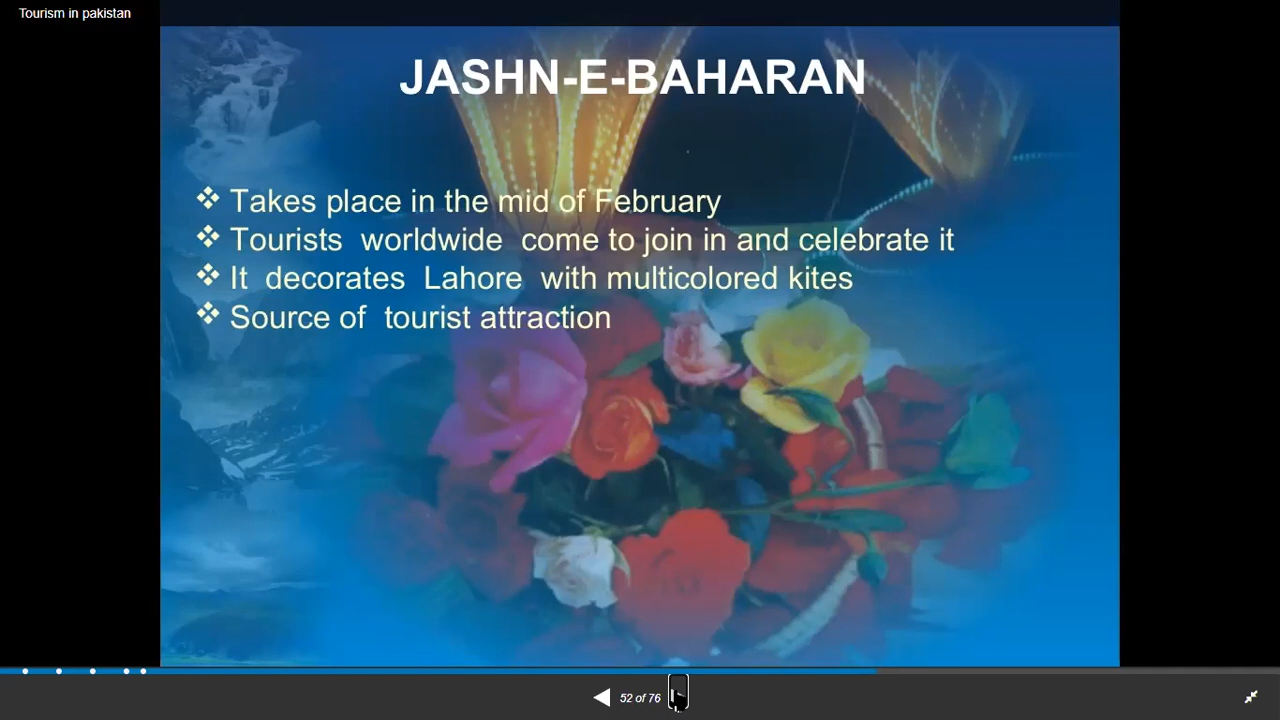 Tourism in pakistan
JASHN-E-BAHARAN
❖ Takes place in the mid of February
❖ Tourists worldwide come to join in and celebrate it
❖ It decorates Lahore with multicolored kites
❖ Source of tourist attraction
52 of 76